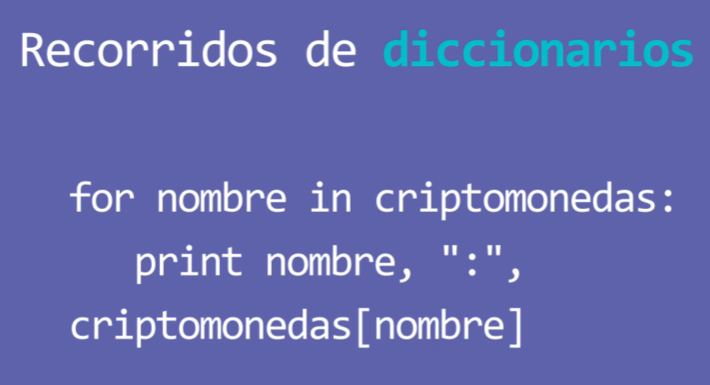 Recorridos de diccionarios
for nombre in criptomonedas:
print nombre, ":",
criptomonedas[nombre]